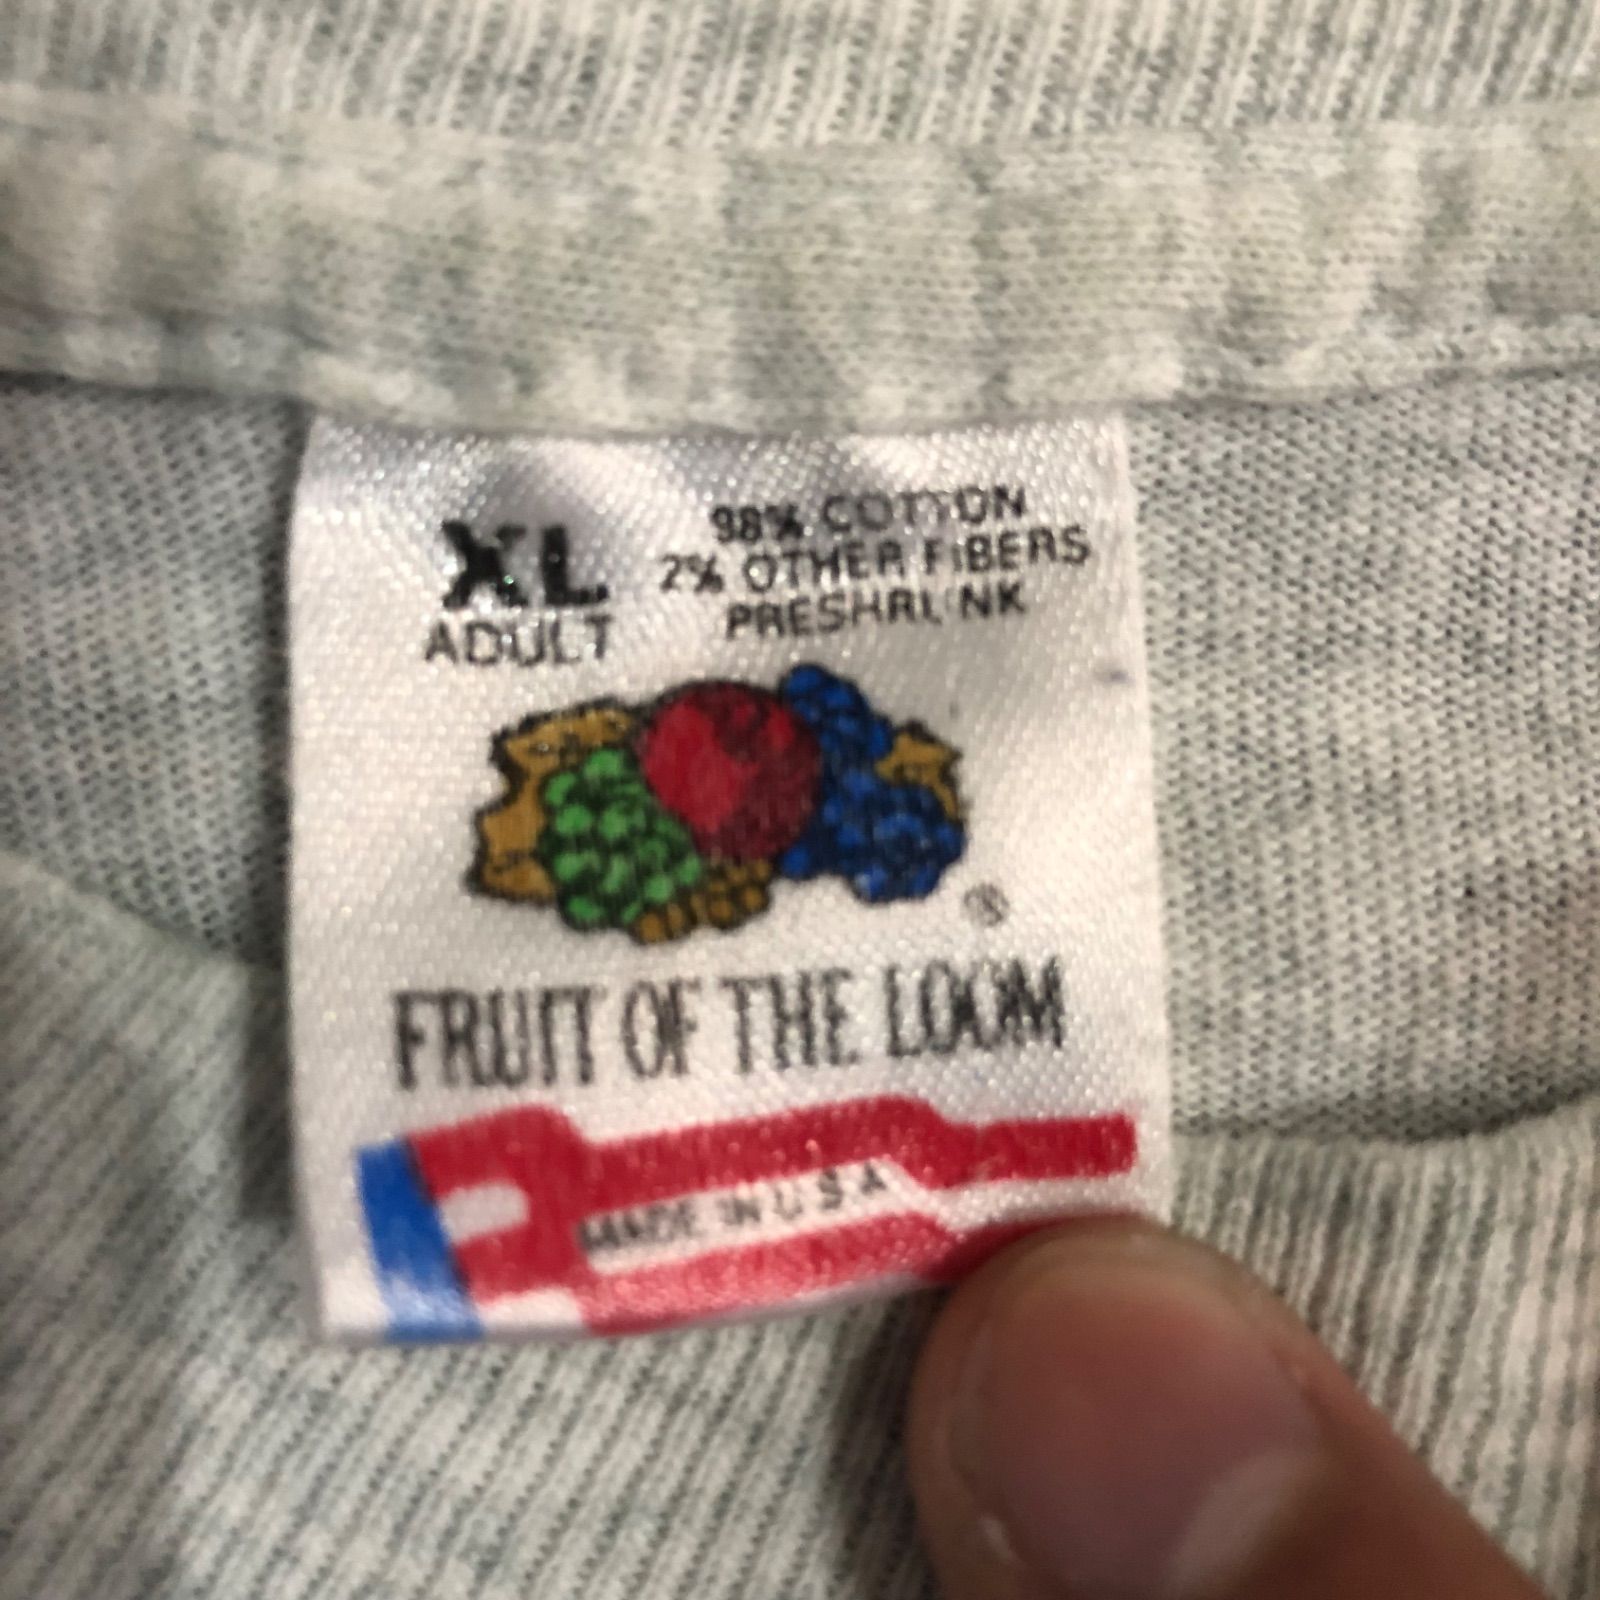 XL
ADULT
98% COTTON
2% OTHER FIBERS
PRESHRUNK
®
FRUIT OF THE LOOM
MADE IN U S A